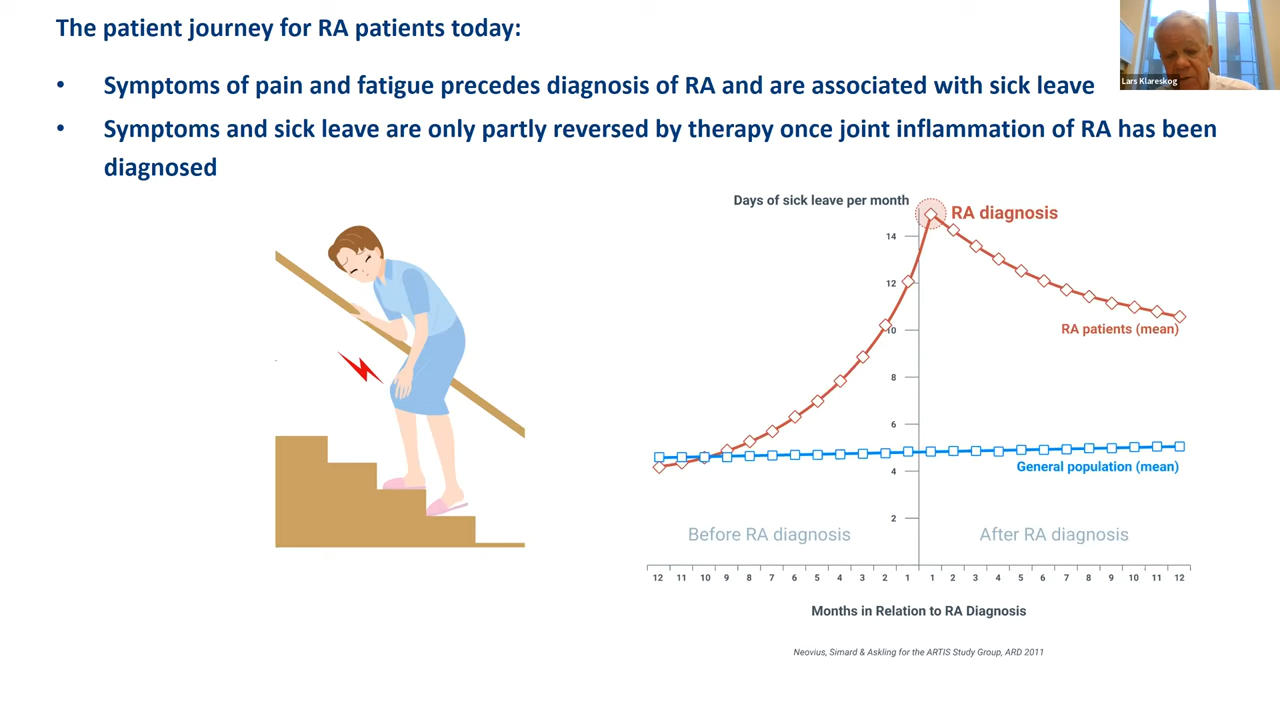 The patient journey for RA patients today:
Lars Klareskog
• Symptoms of pain and fatigue precedes diagnosis of RA and are associated with sick leave
• Symptoms and sick leave are only partly reversed by therapy once joint inflammation of RA has been
diagnosed
Days of sick leave per month
RA diagnosis
14
12
10
8
6
4
2
RA patients (mean)
General population (mean)
Before RA diagnosis
After RA diagnosis
12 11 10 9 8 7 6 5 4 3 2 1 1 2 3 4 5 6 7 8 9 10 11 12
Months in Relation to RA Diagnosis
Neovius, Simard & Askling for the ARTIS Study Group, ARD 2011